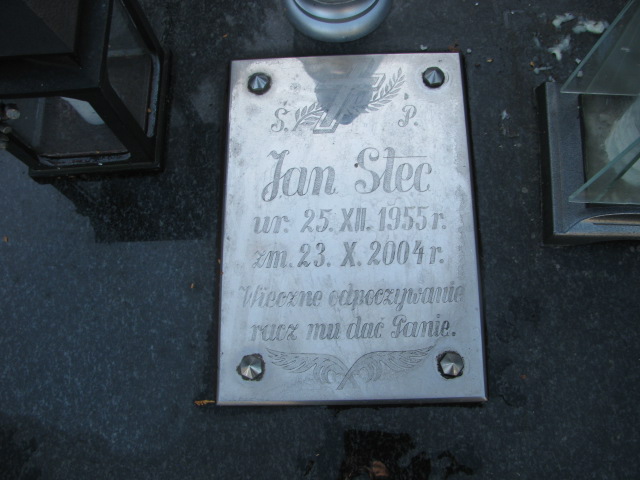 Ś. P.
Jan Stec
ur. 25. XII. 1955 r.
zm. 23. X. 2004 r.
Wieczne odpoczywanie
racz mu dać Panie.